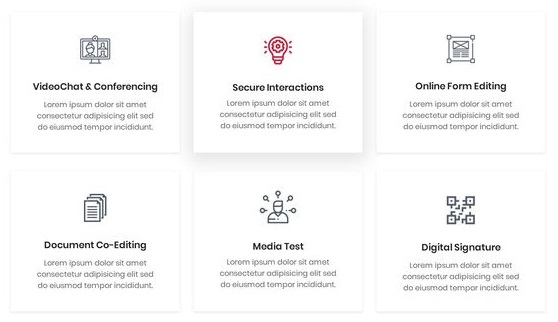 VideoChat & Conferencing
Lorem ipsum dolor sit amet
consectetur adipisicing elit sed
do eiusmod tempor incididunt.
Secure Interactions
Lorem ipsum dolor sit amet
consectetur adipisicing elit sed
do eiusmod tempor incididunt.
Online Form Editing
Lorem ipsum dolor sit amet
consectetur adipisicing elit sed
do eiusmod tempor incididunt.
Document Co-Editing
Lorem ipsum dolor sit amet
consectetur adipisicing elit sed
do eiusmod tempor incididunt.
Media Test
Lorem ipsum dolor sit amet
consectetur adipisicing elit sed
do eiusmod tempor incididunt.
Digital Signature
Lorem ipsum dolor sit amet
consectetur adipisicing elit sed
do eiusmod tempor incididunt.